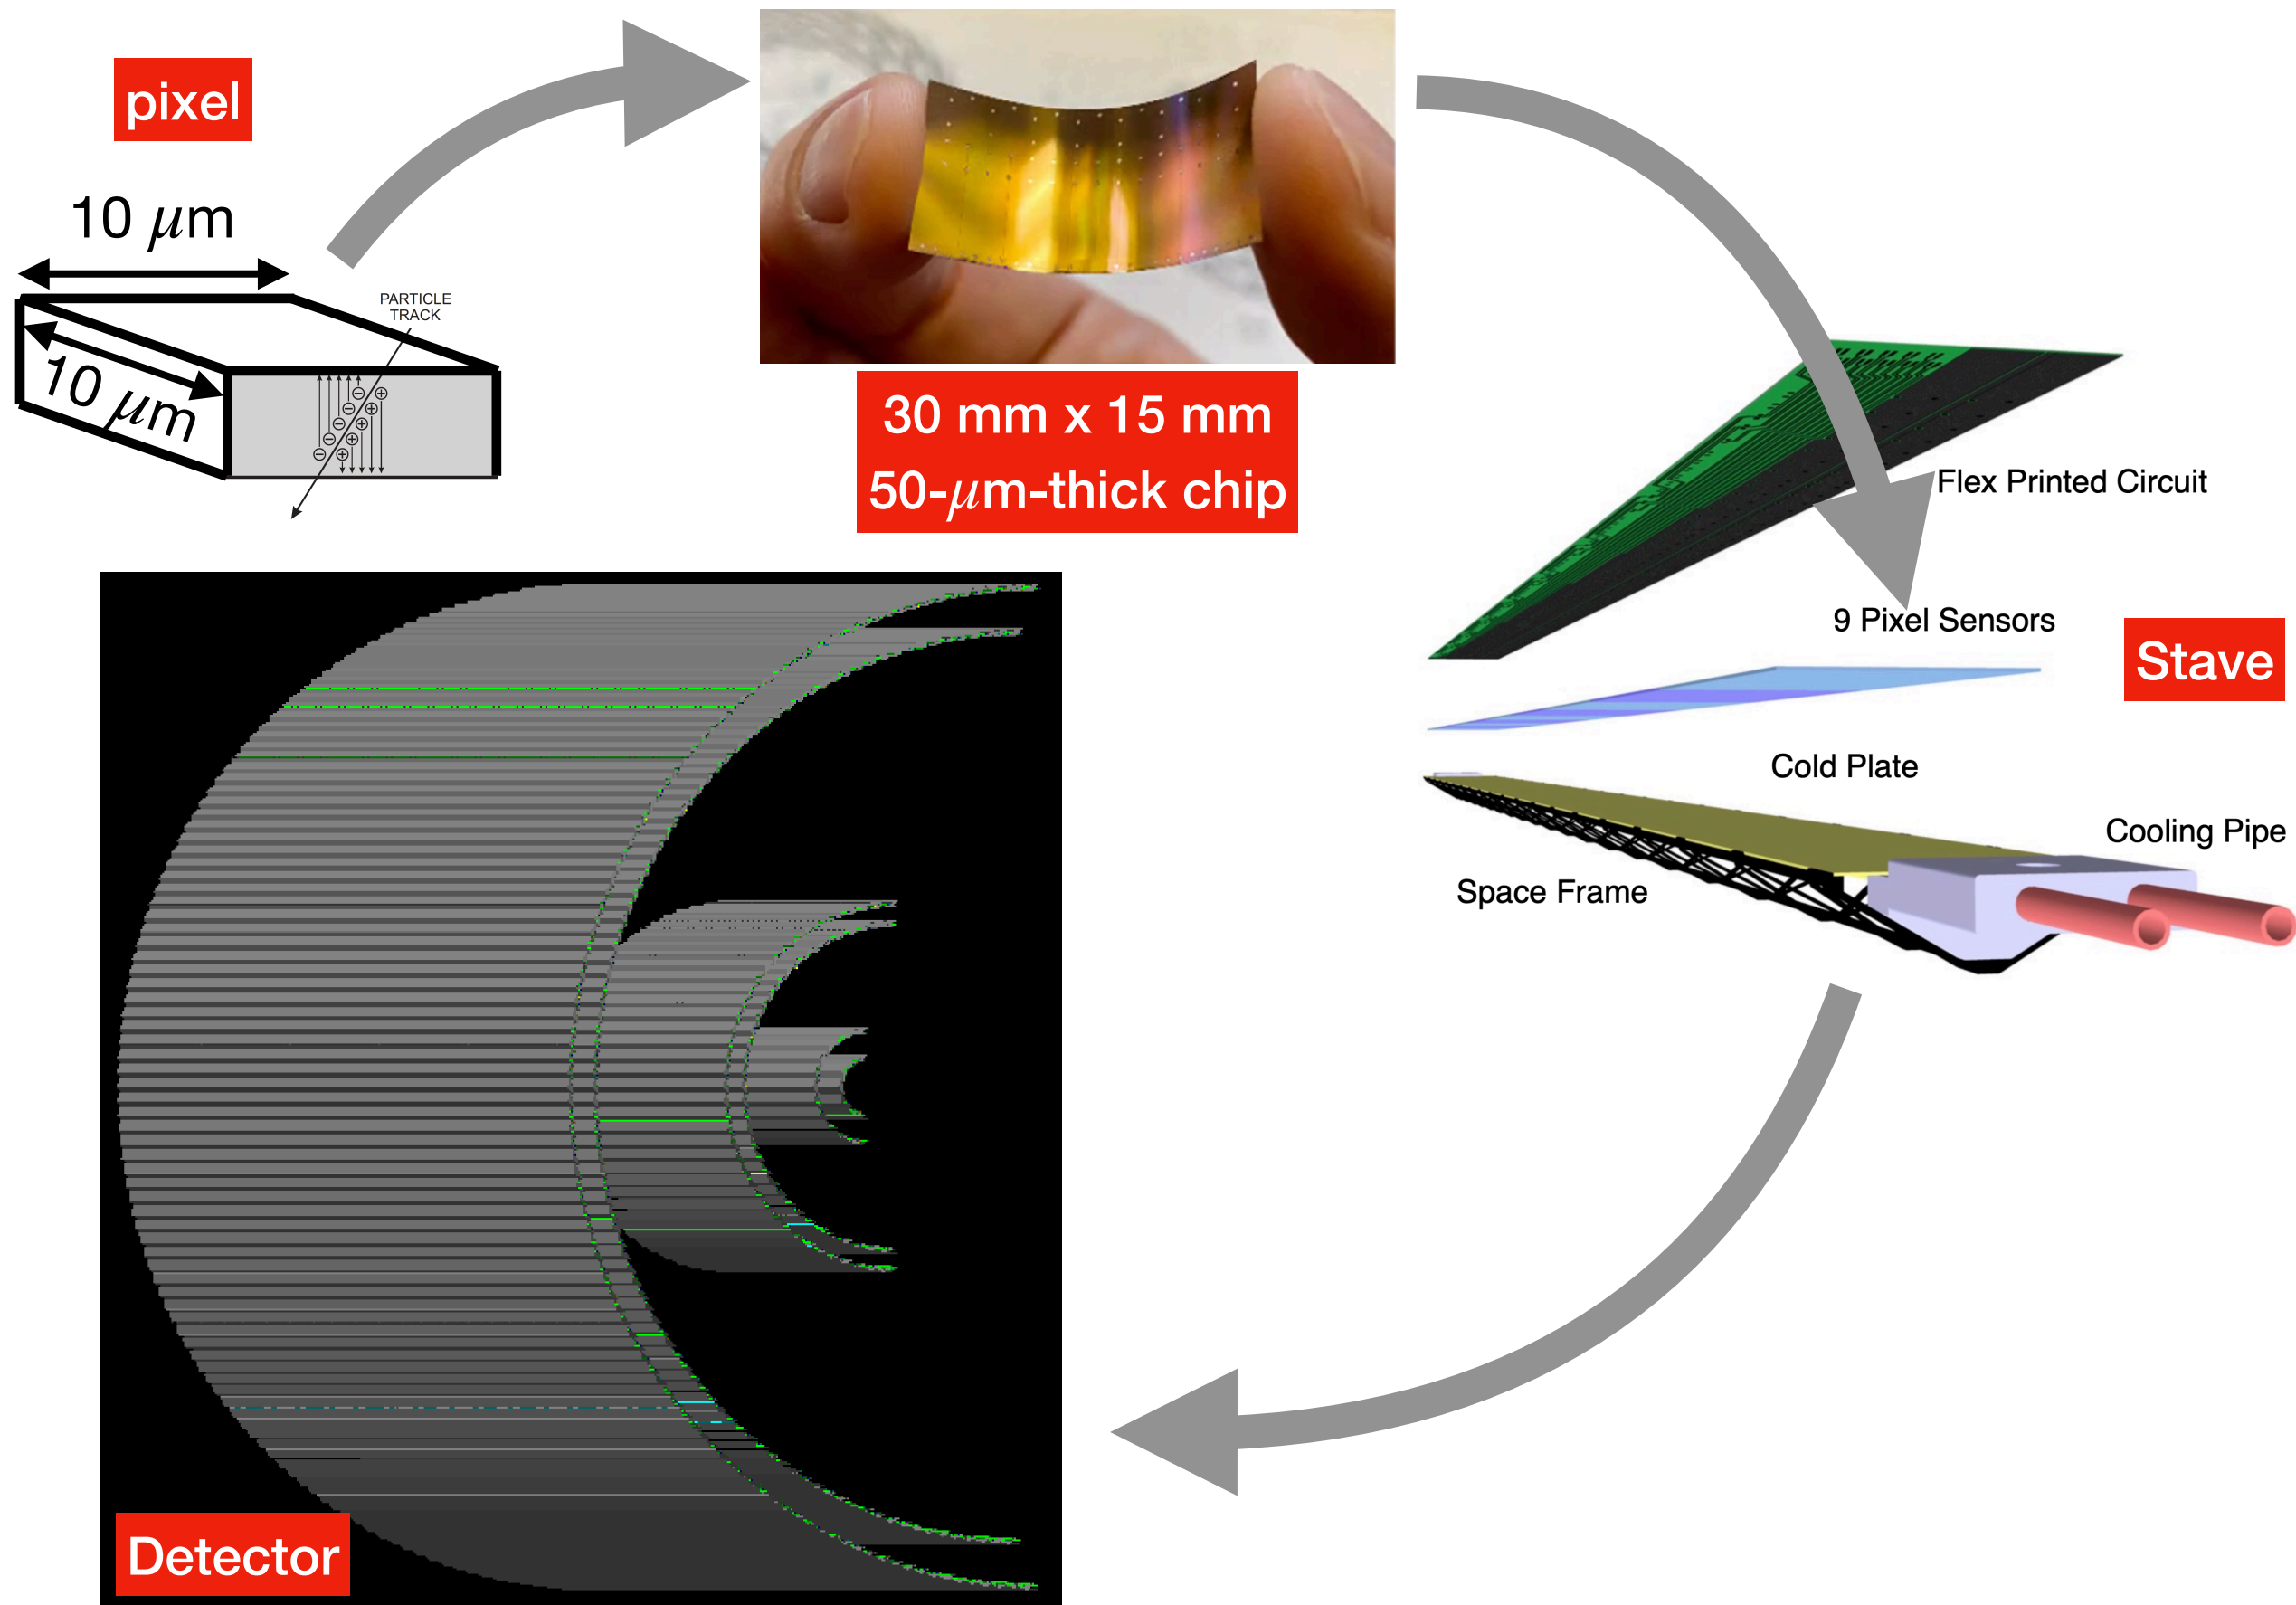 pixel
10 μm
10 μm
PARTICLE
TRACK
30 mm x 15 mm
50-μm-thick chip
Flex Printed Circuit
9 Pixel Sensors
Stave
Cold Plate
Cooling Pipe
Space Frame
Detector